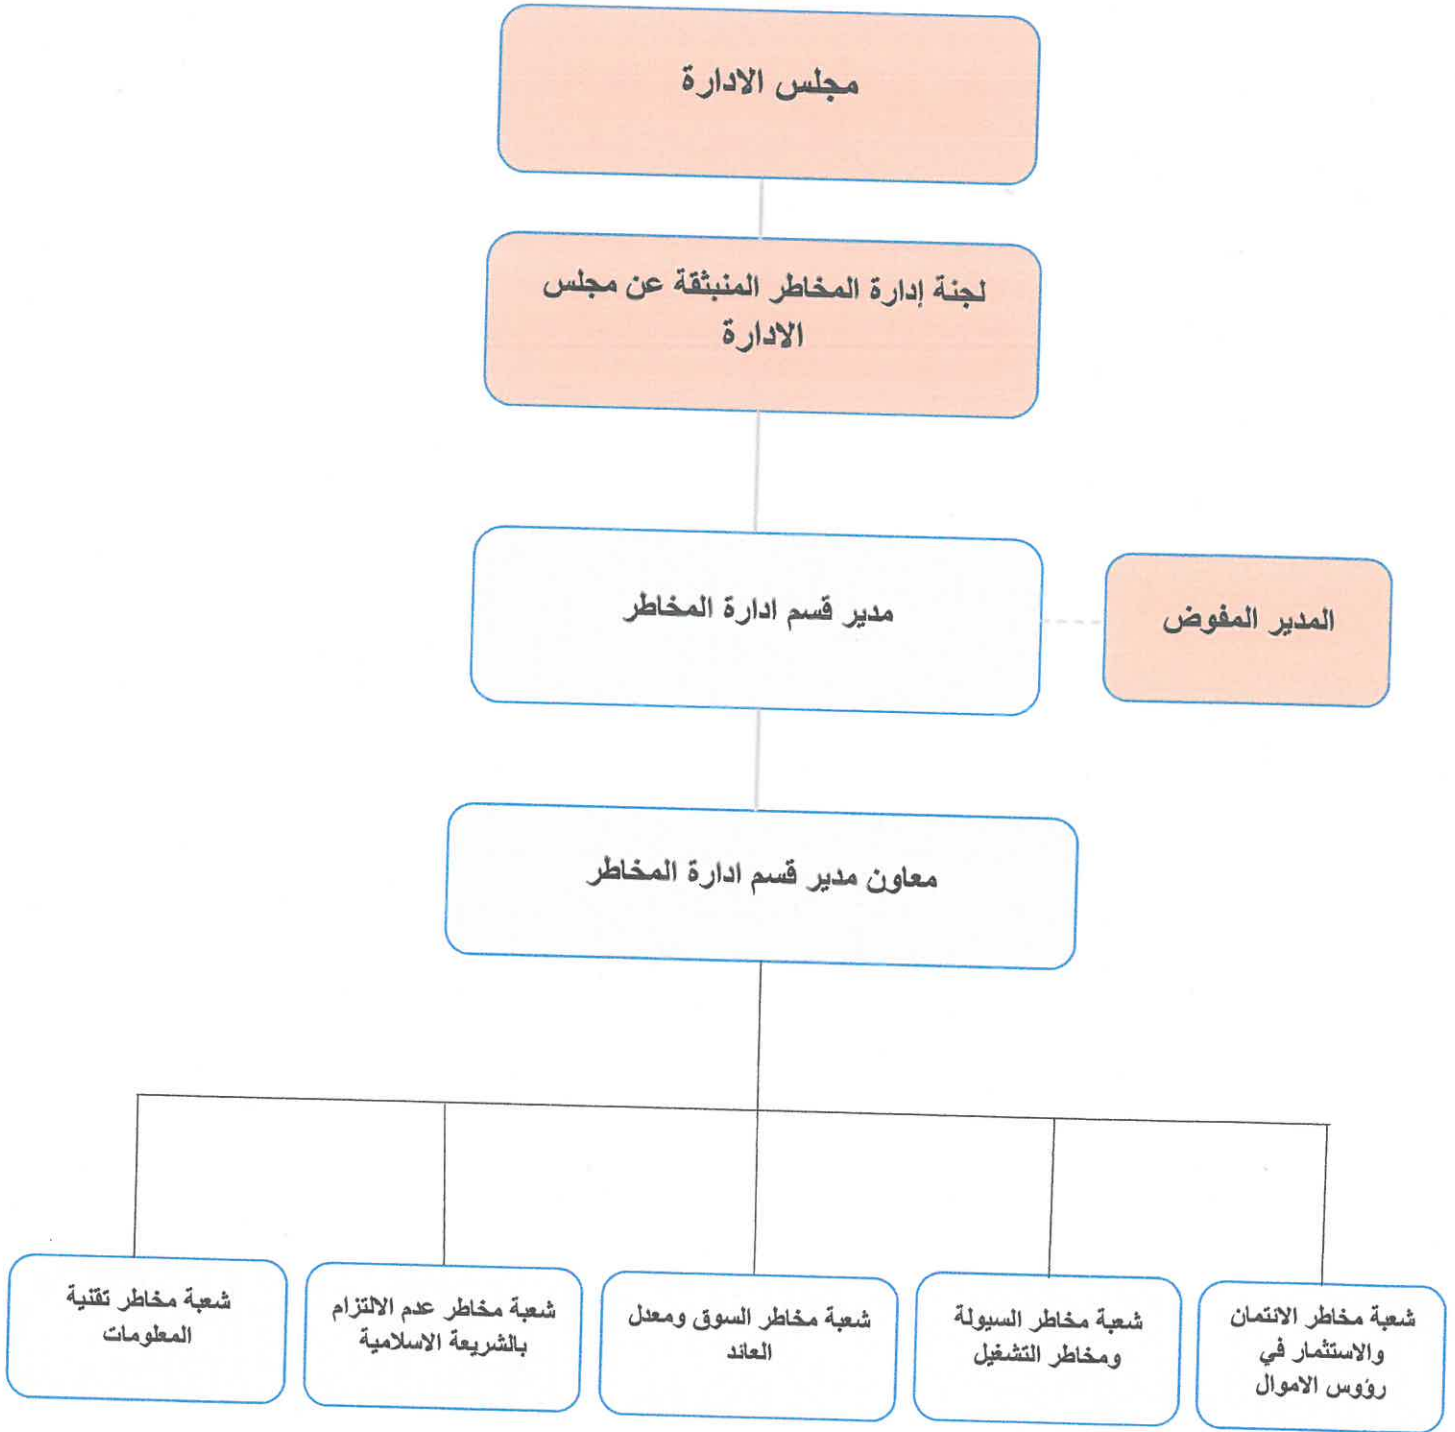 مجلس الادارة
لجنة إدارة المخاطر المنبثقة عن مجلس
الادارة
مدير قسم ادارة المخاطر
المدير المفوض
معاون مدير قسم ادارة المخاطر
شعبة مخاطر الانتمان
والاستثمار في
رؤوس الاموال
شعبة مخاطر السيولة
ومخاطر التشغيل
شعبة مخاطر السوق ومعدل
العائد
شعبة مخاطر عدم الالتزام
بالشريعة الاسلامية
شعبة مخاطر تقنية
المعلومات